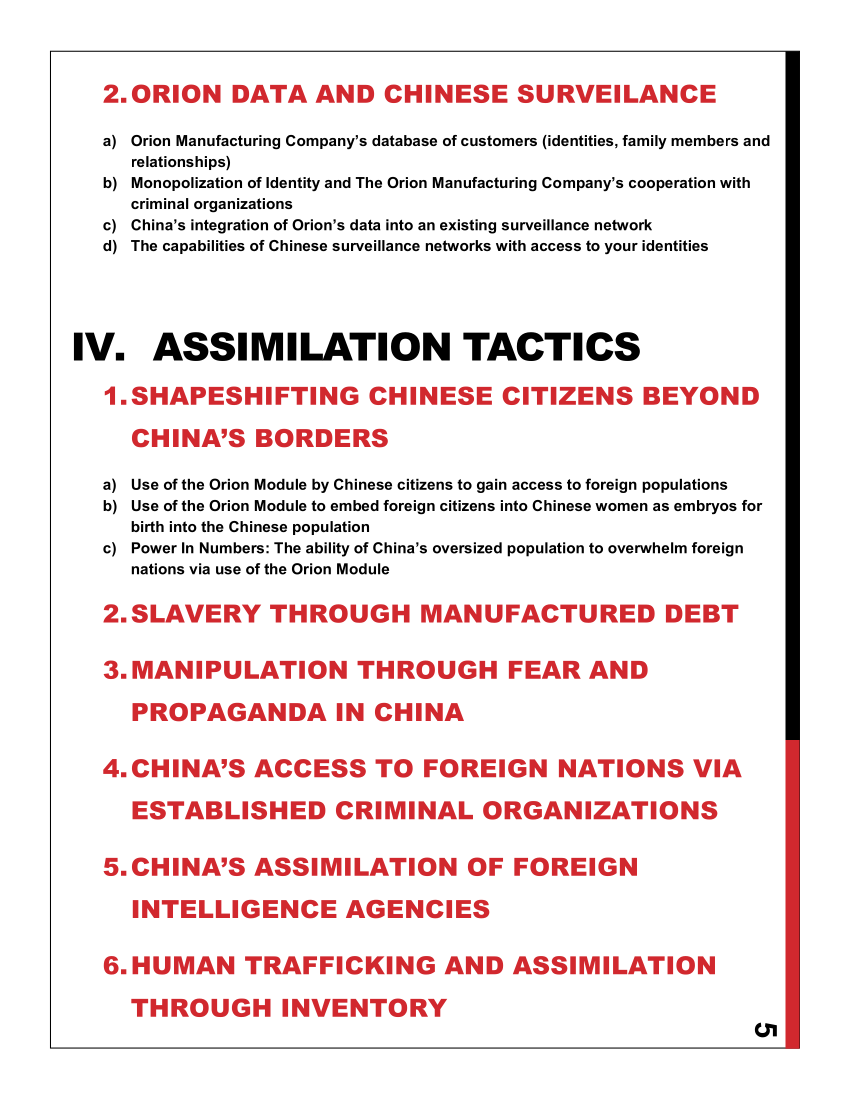 2. ORION DATA AND CHINESE SURVEILANCE
a) Orion Manufacturing Company’s database of customers (identities, family members and
relationships)
b) Monopolization of Identity and The Orion Manufacturing Company’s cooperation with
criminal organizations
c) China’s integration of Orion’s data into an existing surveillance network
d) The capabilities of Chinese surveillance networks with access to your identities
IV. ASSIMILATION TACTICS
1. SHAPESHIFTING CHINESE CITIZENS BEYOND
CHINA’S BORDERS
a) Use of the Orion Module by Chinese citizens to gain access to foreign populations
b) Use of the Orion Module to embed foreign citizens into Chinese women as embryos for
birth into the Chinese population
c) Power In Numbers: The ability of China’s oversized population to overwhelm foreign
nations via use of the Orion Module
2. SLAVERY THROUGH MANUFACTURED DEBT
3. MANIPULATION THROUGH FEAR AND
PROPAGANDA IN CHINA
4. CHINA’S ACCESS TO FOREIGN NATIONS VIA
ESTABLISHED CRIMINAL ORGANIZATIONS
5. CHINA’S ASSIMILATION OF FOREIGN
INTELLIGENCE AGENCIES
6. HUMAN TRAFFICKING AND ASSIMILATION
THROUGH INVENTORY
5